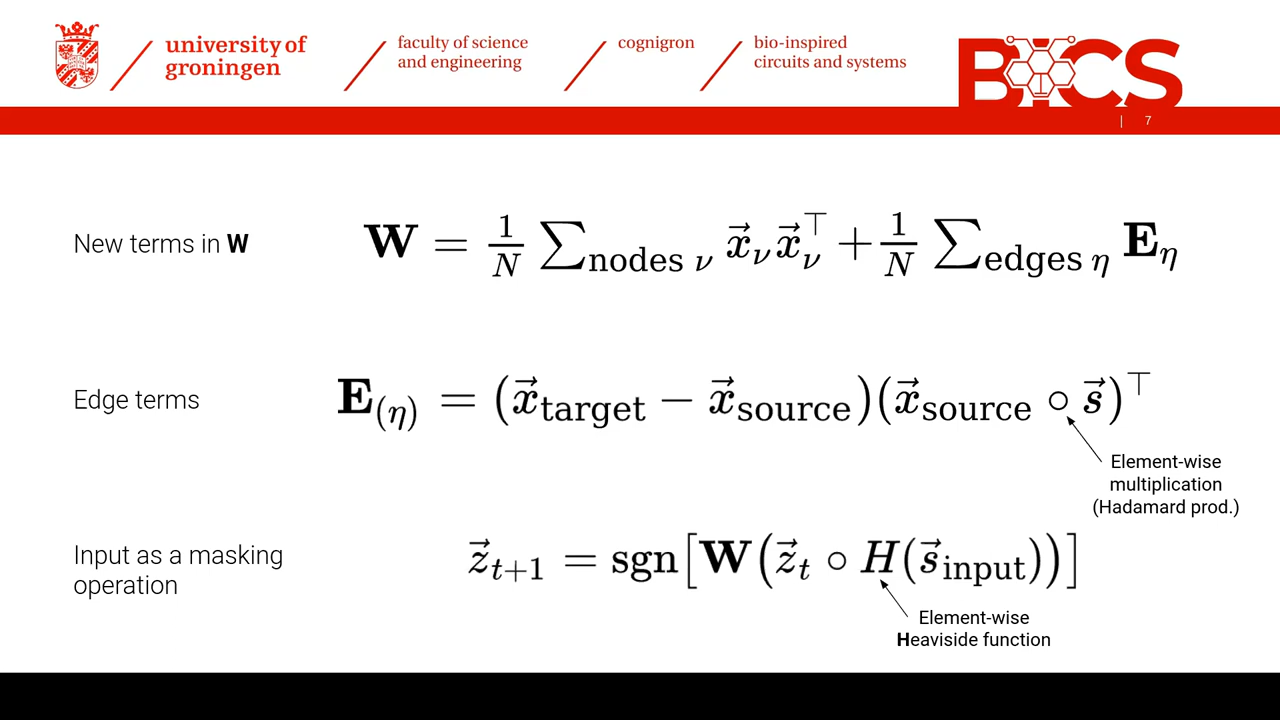 university of
groningen
faculty of science
and engineering
cognigron
bio-inspired
circuits and systems
BICS
| 7
New terms in W
W = 1/N ∑nodes ν x⃗ν x⃗ν⊤ + 1/N ∑edges η Eη
Edge terms
E(η) = (x⃗target − x⃗source)(x⃗source ∘ s⃗)⊤
Element-wise
multiplication
(Hadamard prod.)
Input as a masking
operation
z⃗t+1 = sgn[W(z⃗t ∘ H(s⃗input))]
Element-wise
Heaviside function